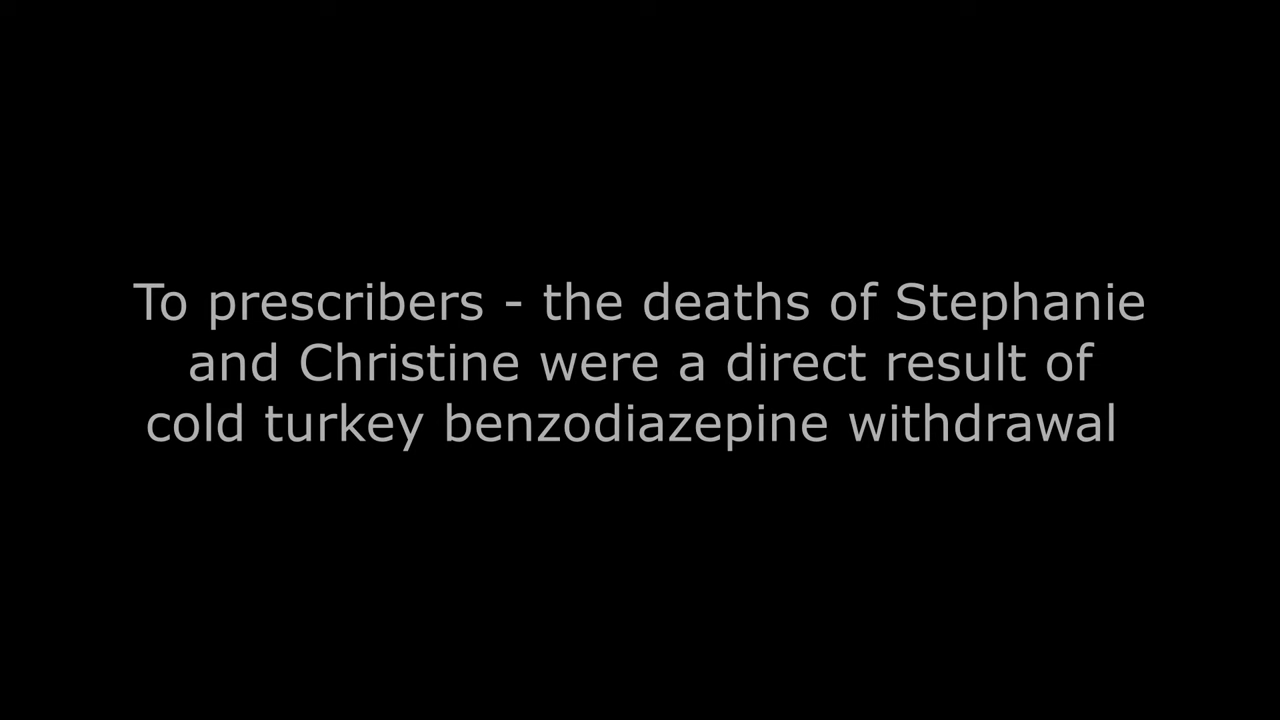 To prescribers - the deaths of Stephanie
and Christine were a direct result of
cold turkey benzodiazepine withdrawal